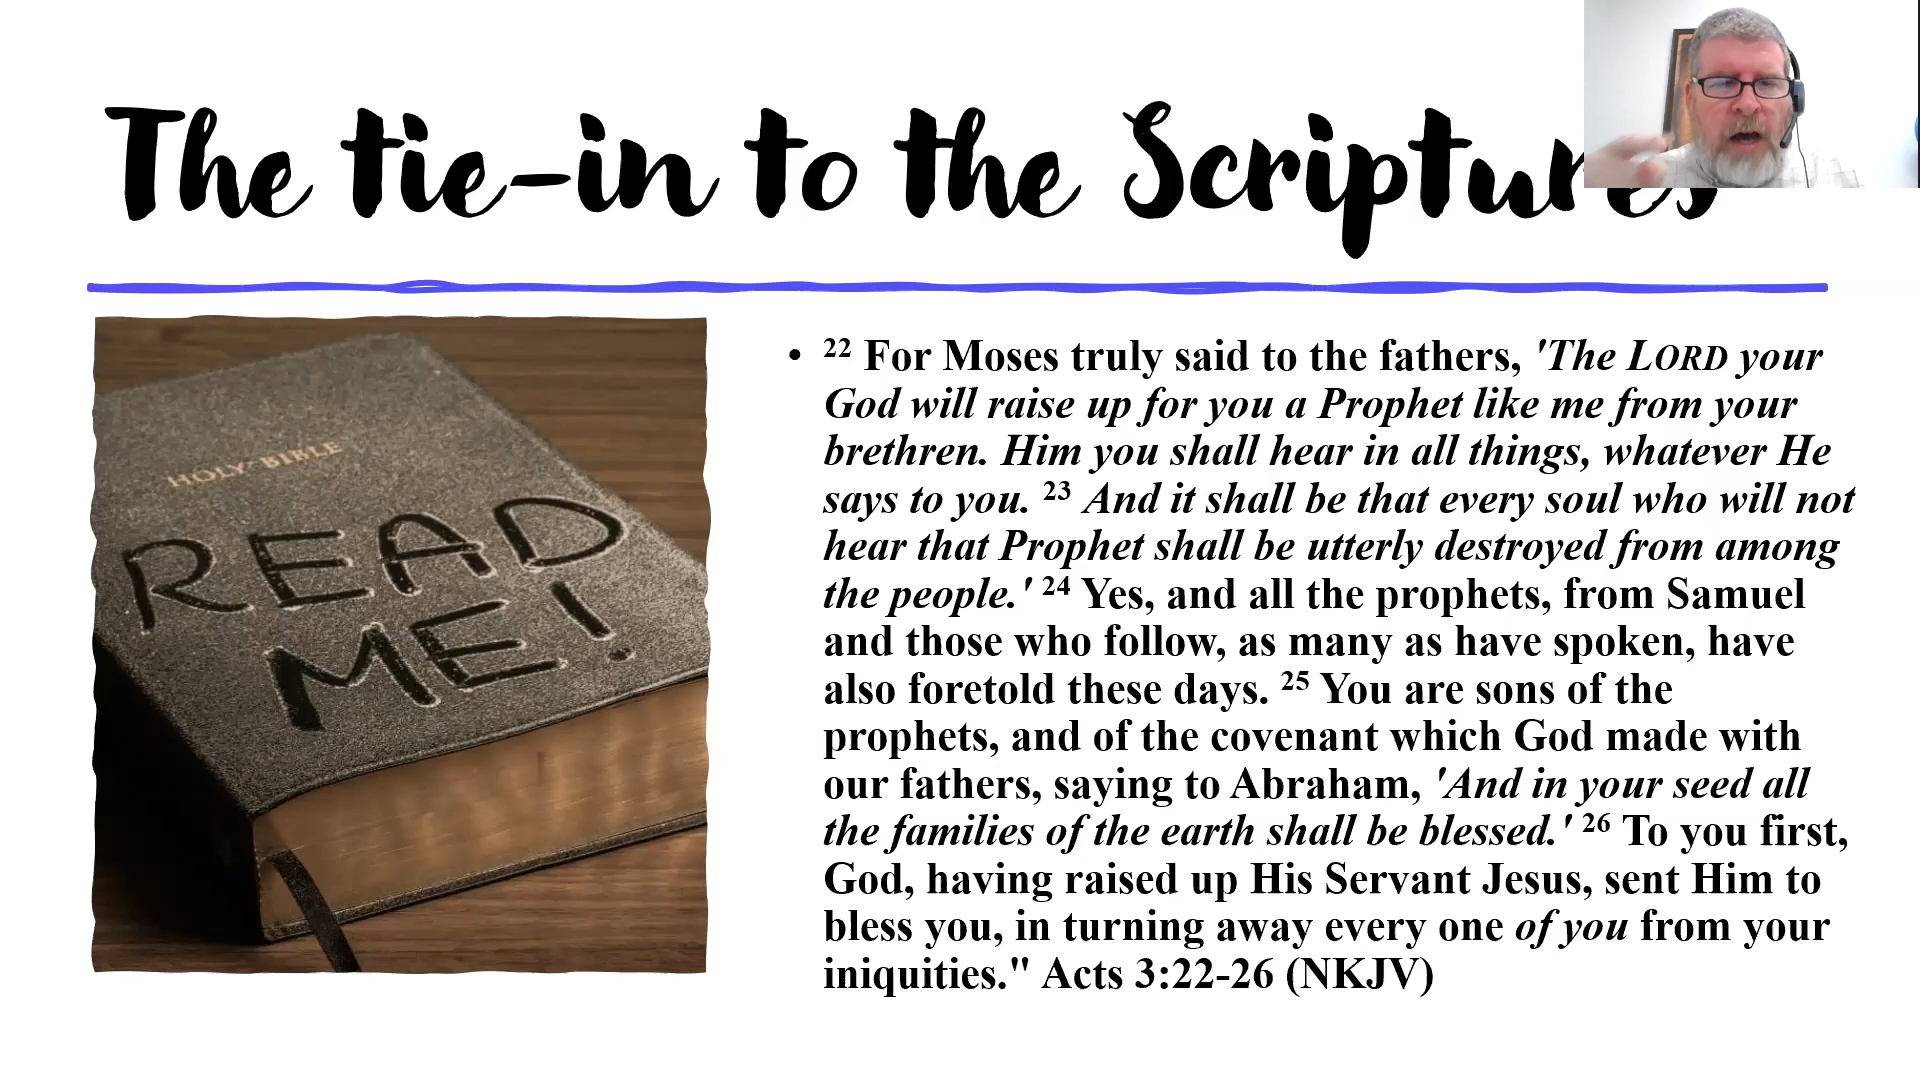 The tie-in to the Scriptures
HOLY BIBLE
READ
ME!
• 22 For Moses truly said to the fathers, 'The LORD your
God will raise up for you a Prophet like me from your
brethren. Him you shall hear in all things, whatever He
says to you. 23 And it shall be that every soul who will not
hear that Prophet shall be utterly destroyed from among
the people.' 24 Yes, and all the prophets, from Samuel
and those who follow, as many as have spoken, have
also foretold these days. 25 You are sons of the
prophets, and of the covenant which God made with
our fathers, saying to Abraham, 'And in your seed all
the families of the earth shall be blessed.' 26 To you first,
God, having raised up His Servant Jesus, sent Him to
bless you, in turning away every one of you from your
iniquities." Acts 3:22-26 (NKJV)